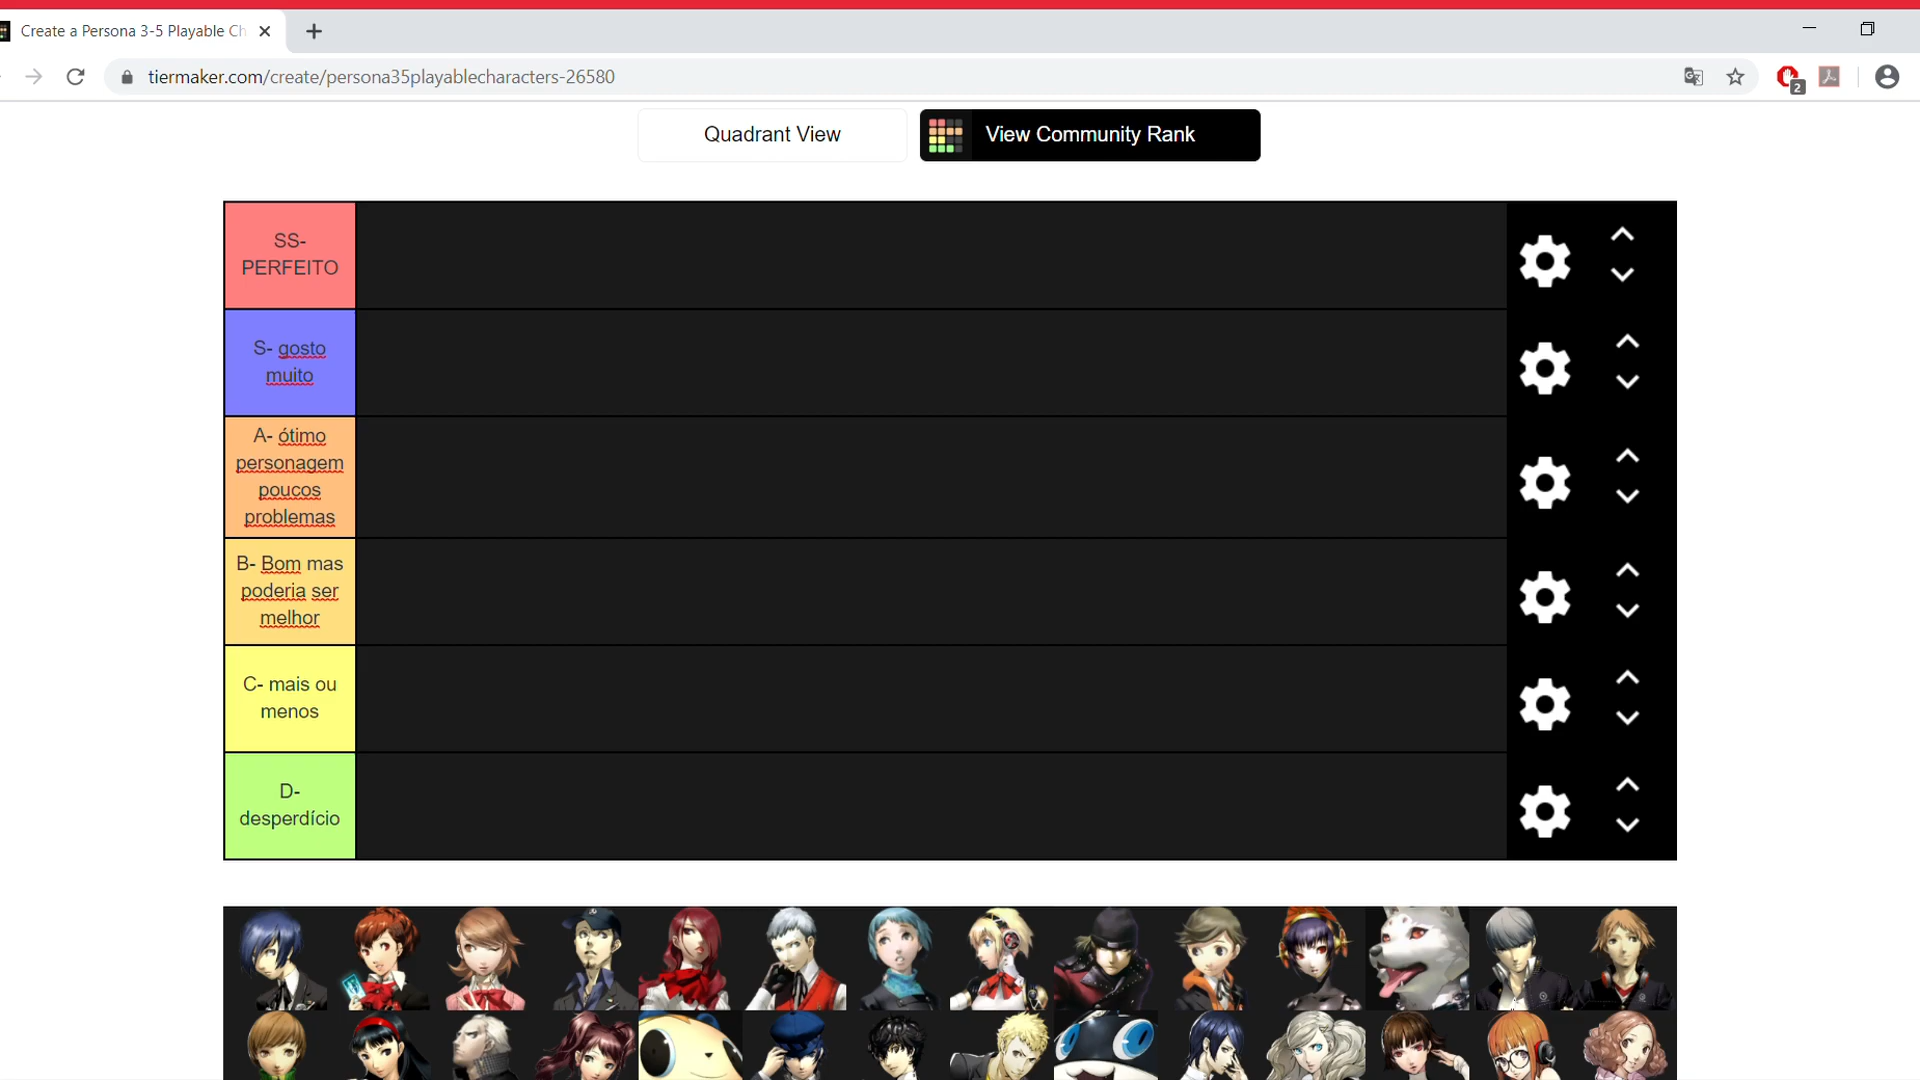 Create a Persona 3-5 Playable Ch
tiermaker.com/create/persona35playablecharacters-26580
2
Quadrant View
View Community Rank
SS-
PERFEITO
S- gosto
muito
A- ótimo
personagem
poucos
problemas
B- Bom mas
poderia ser
melhor
C- mais ou
menos
D-
desperdício